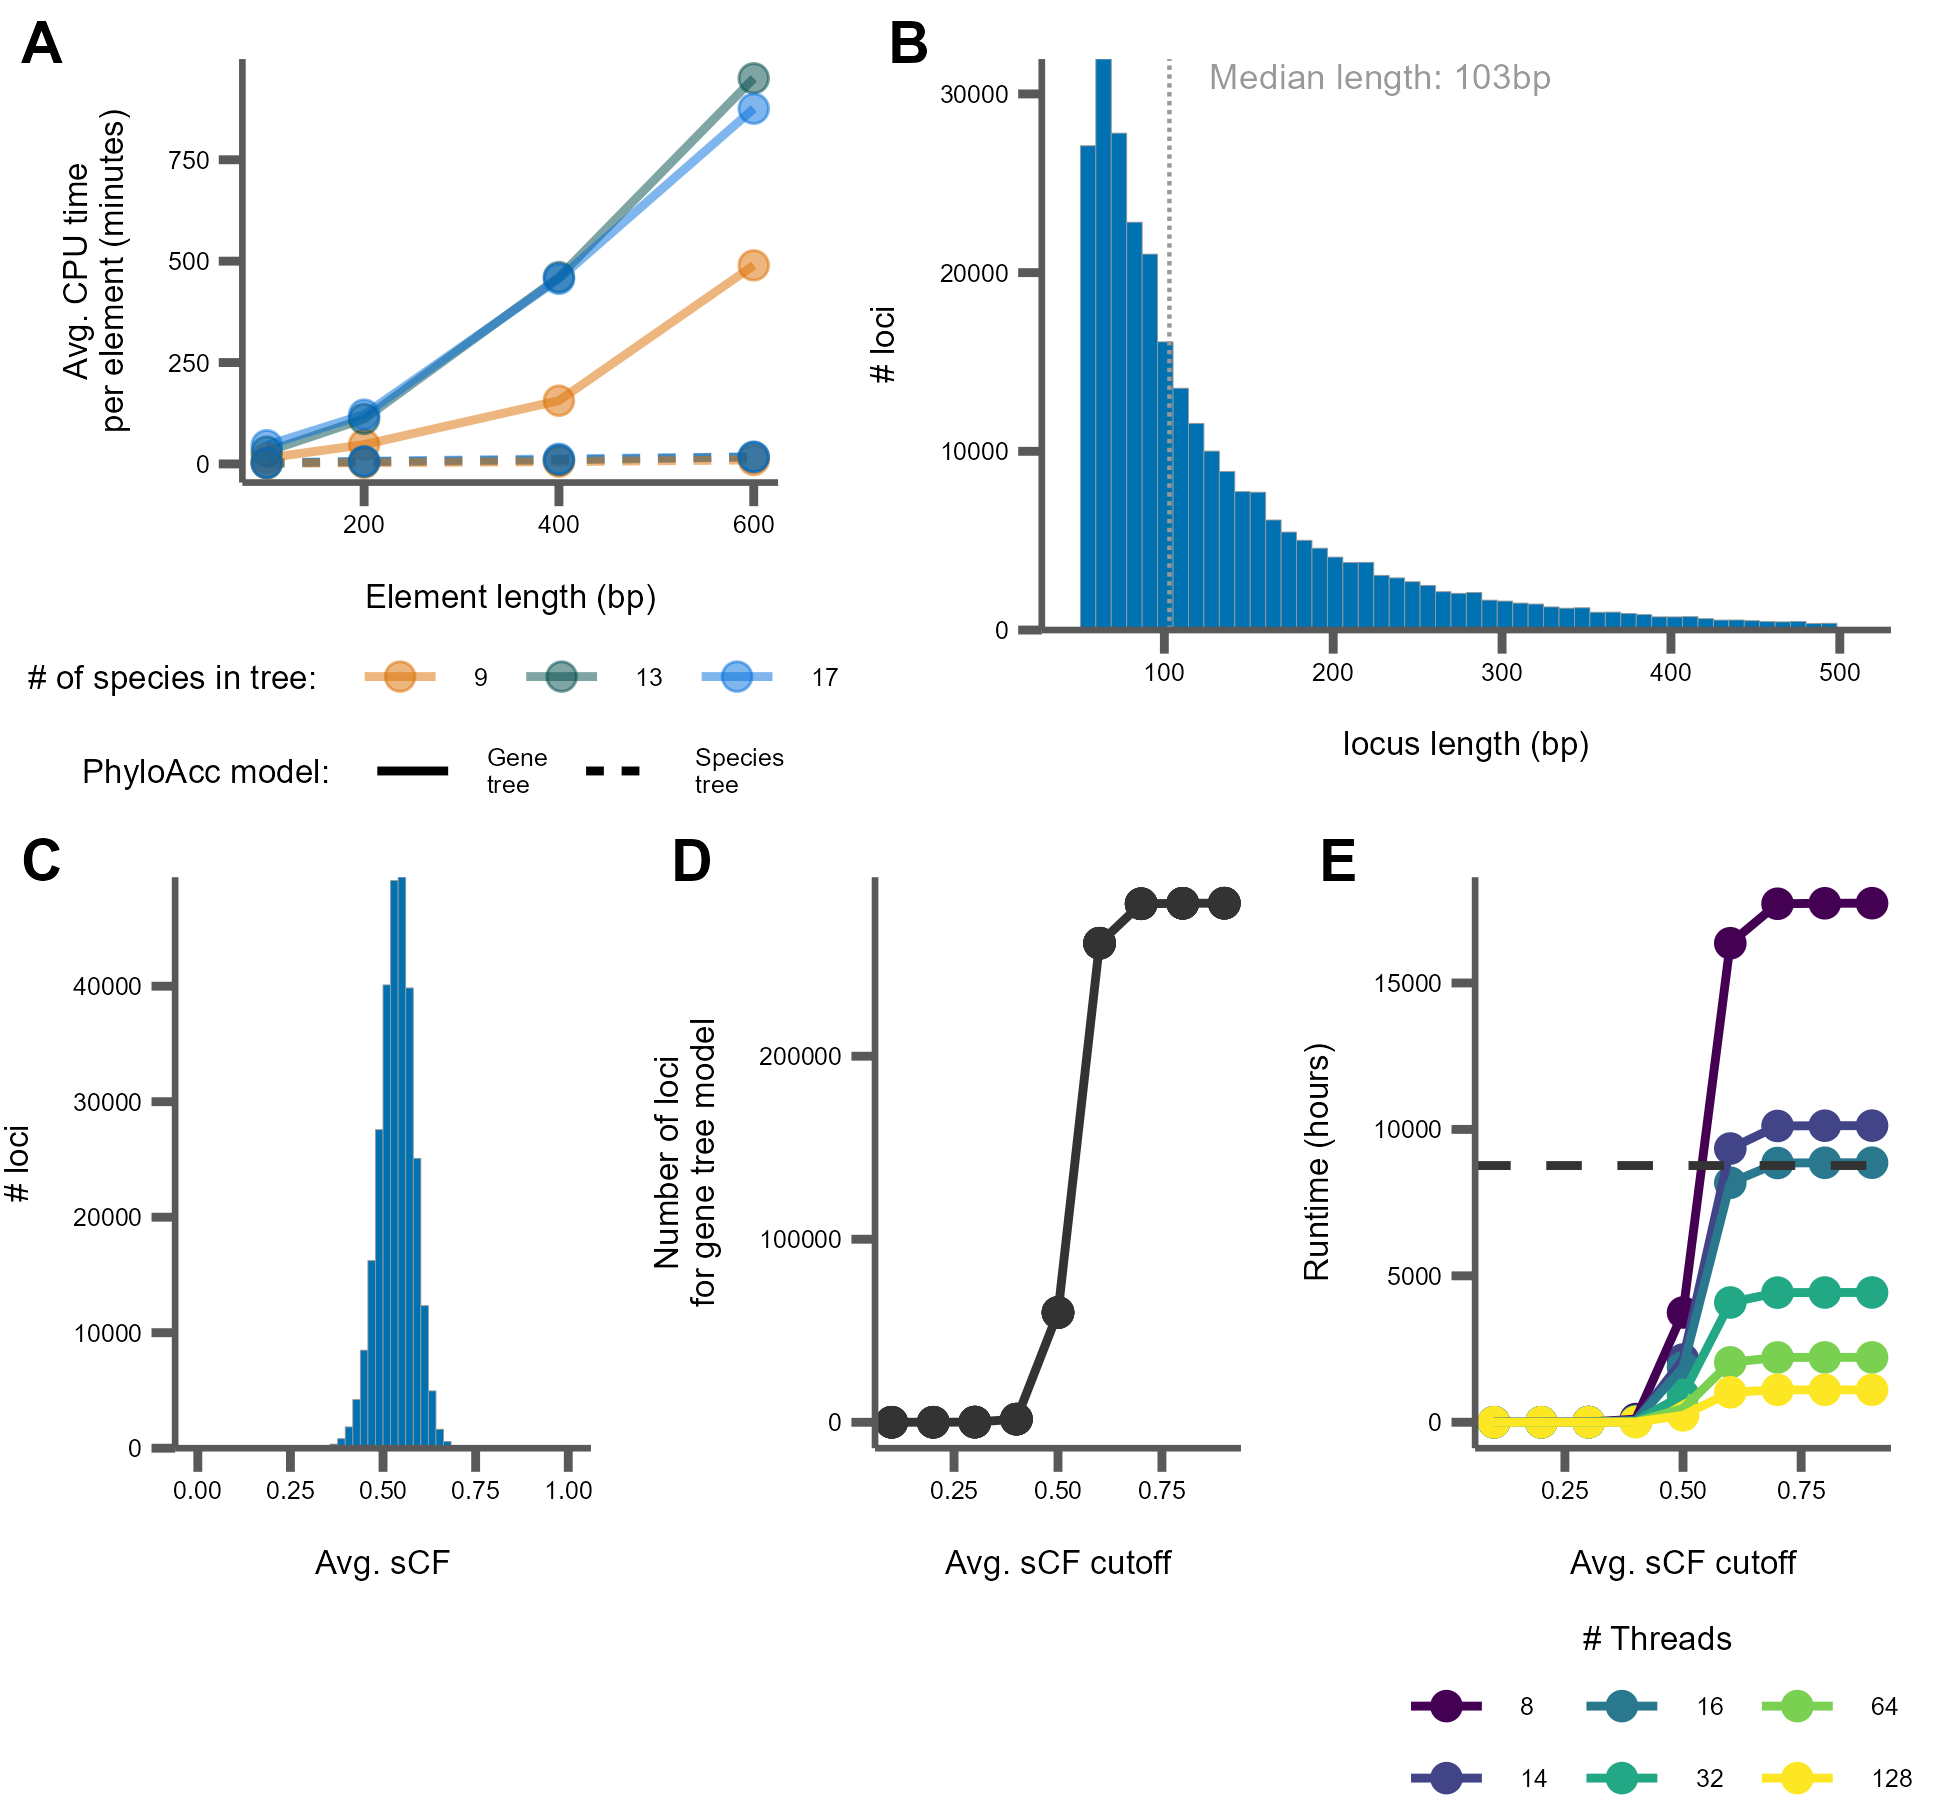 A
Avg. CPU time
per element (minutes)
750
500
250
0
200
400
600
Element length (bp)
# of species in tree:
9
13
17
PhyloAcc model:
Gene
tree
Species
tree
B
Median length: 103bp
# loci
30000
20000
10000
0
100
200
300
400
500
locus length (bp)
C
# loci
40000
30000
20000
10000
0
0.00
0.25
0.50
0.75
1.00
Avg. sCF
D
Number of loci
for gene tree model
200000
100000
0
0.25
0.50
0.75
Avg. sCF cutoff
E
Runtime (hours)
15000
10000
5000
0
0.25
0.50
0.75
Avg. sCF cutoff
# Threads
8
16
64
14
32
128